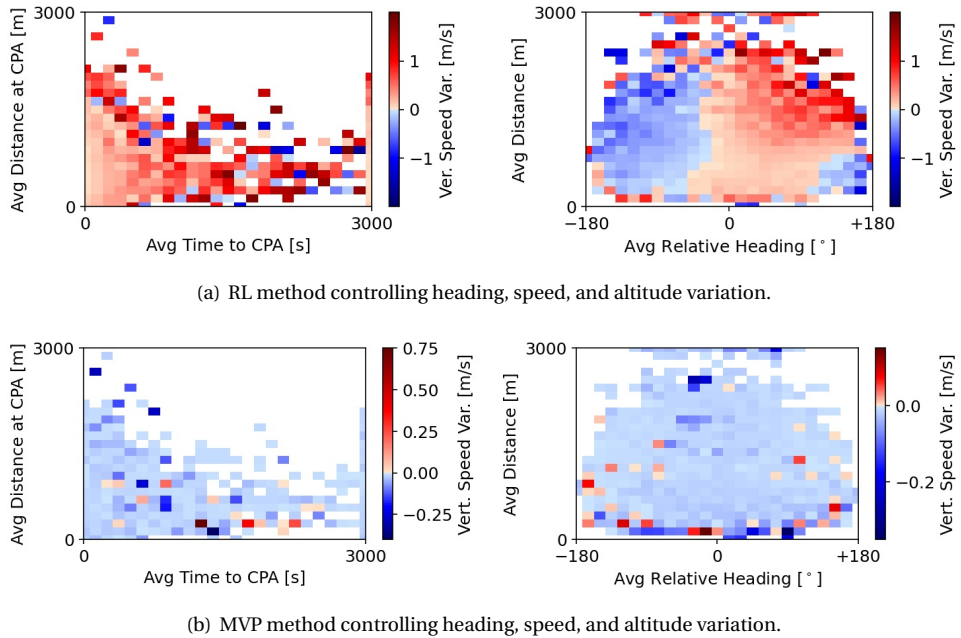 3000
Avg Distance at CPA [m]
0
0
3000
Avg Time to CPA [s]
1
0
−1
Ver. Speed Var. [m/s]
3000
Avg Distance [m]
0
−180
0
+180
Avg Relative Heading [°]
1
0
−1
Ver. Speed Var. [m/s]
(a) RL method controlling heading, speed, and altitude variation.
3000
Avg Distance at CPA [m]
0
0
3000
Avg Time to CPA [s]
0.75
0.50
0.25
0.00
−0.25
Vert. Speed Var. [m/s]
3000
Avg Distance [m]
0
−180
0
+180
Avg Relative Heading [°]
0.0
−0.2
Vert. Speed Var. [m/s]
(b) MVP method controlling heading, speed, and altitude variation.